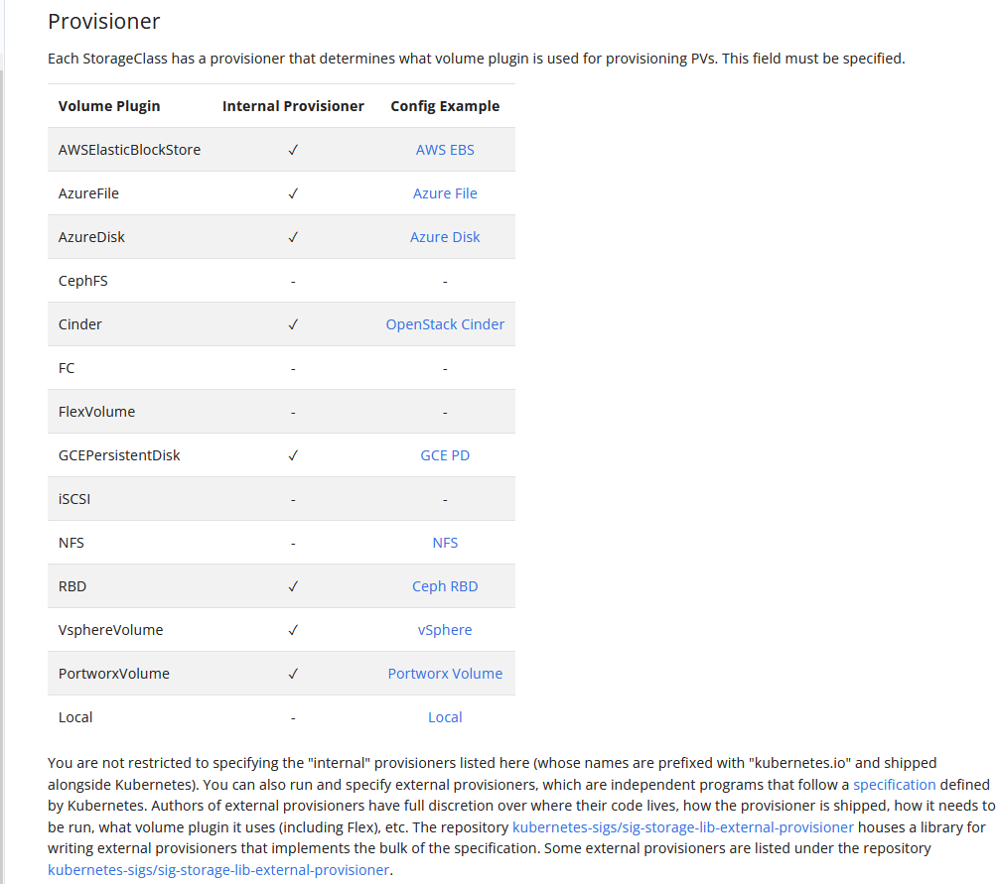 Provisioner
Each StorageClass has a provisioner that determines what volume plugin is used for provisioning PVs. This field must be specified.
Volume Plugin Internal Provisioner Config Example
AWSElasticBlockStore ✓ AWS EBS
AzureFile ✓ Azure File
AzureDisk ✓ Azure Disk
CephFS - -
Cinder ✓ OpenStack Cinder
FC - -
FlexVolume - -
GCEPersistentDisk ✓ GCE PD
iSCSI - -
NFS - NFS
RBD ✓ Ceph RBD
VsphereVolume ✓ vSphere
PortworxVolume ✓ Portworx Volume
Local - Local
You are not restricted to specifying the "internal" provisioners listed here (whose names are prefixed with "kubernetes.io" and shipped
alongside Kubernetes). You can also run and specify external provisioners, which are independent programs that follow a specification defined
by Kubernetes. Authors of external provisioners have full discretion over where their code lives, how the provisioner is shipped, how it needs to
be run, what volume plugin it uses (including Flex), etc. The repository kubernetes-sigs/sig-storage-lib-external-provisioner houses a library for
writing external provisioners that implements the bulk of the specification. Some external provisioners are listed under the repository
kubernetes-sigs/sig-storage-lib-external-provisioner.